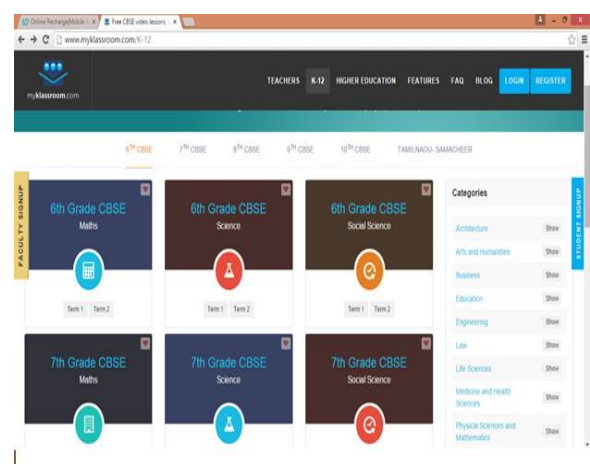 Online Recharge|Mobile
Free CBSE video lessons,
www.myklassroom.com/K-12
myklassroom.com
TEACHERS K-12 HIGHER EDUCATION FEATURES FAQ BLOG LOGIN REGISTER
6TH CBSE 7TH CBSE 8TH CBSE 9TH CBSE 10TH CBSE TAMILNADU- SAMACHEER
FACULTY SIGNUP
STUDENT SIGNUP
6th Grade CBSE
Maths
Term 1 Term 2
6th Grade CBSE
Science
Term 1 Term 2
6th Grade CBSE
Social Science
Term 1 Term 2
7th Grade CBSE
Maths
7th Grade CBSE
Science
7th Grade CBSE
Social Science
Categories
Architecture Show
Arts and Humanities Show
Business Show
Education Show
Engineering Show
Law Show
Life Sciences Show
Medicine and Health
Sciences Show
Physical Sciences and
Mathematics Show